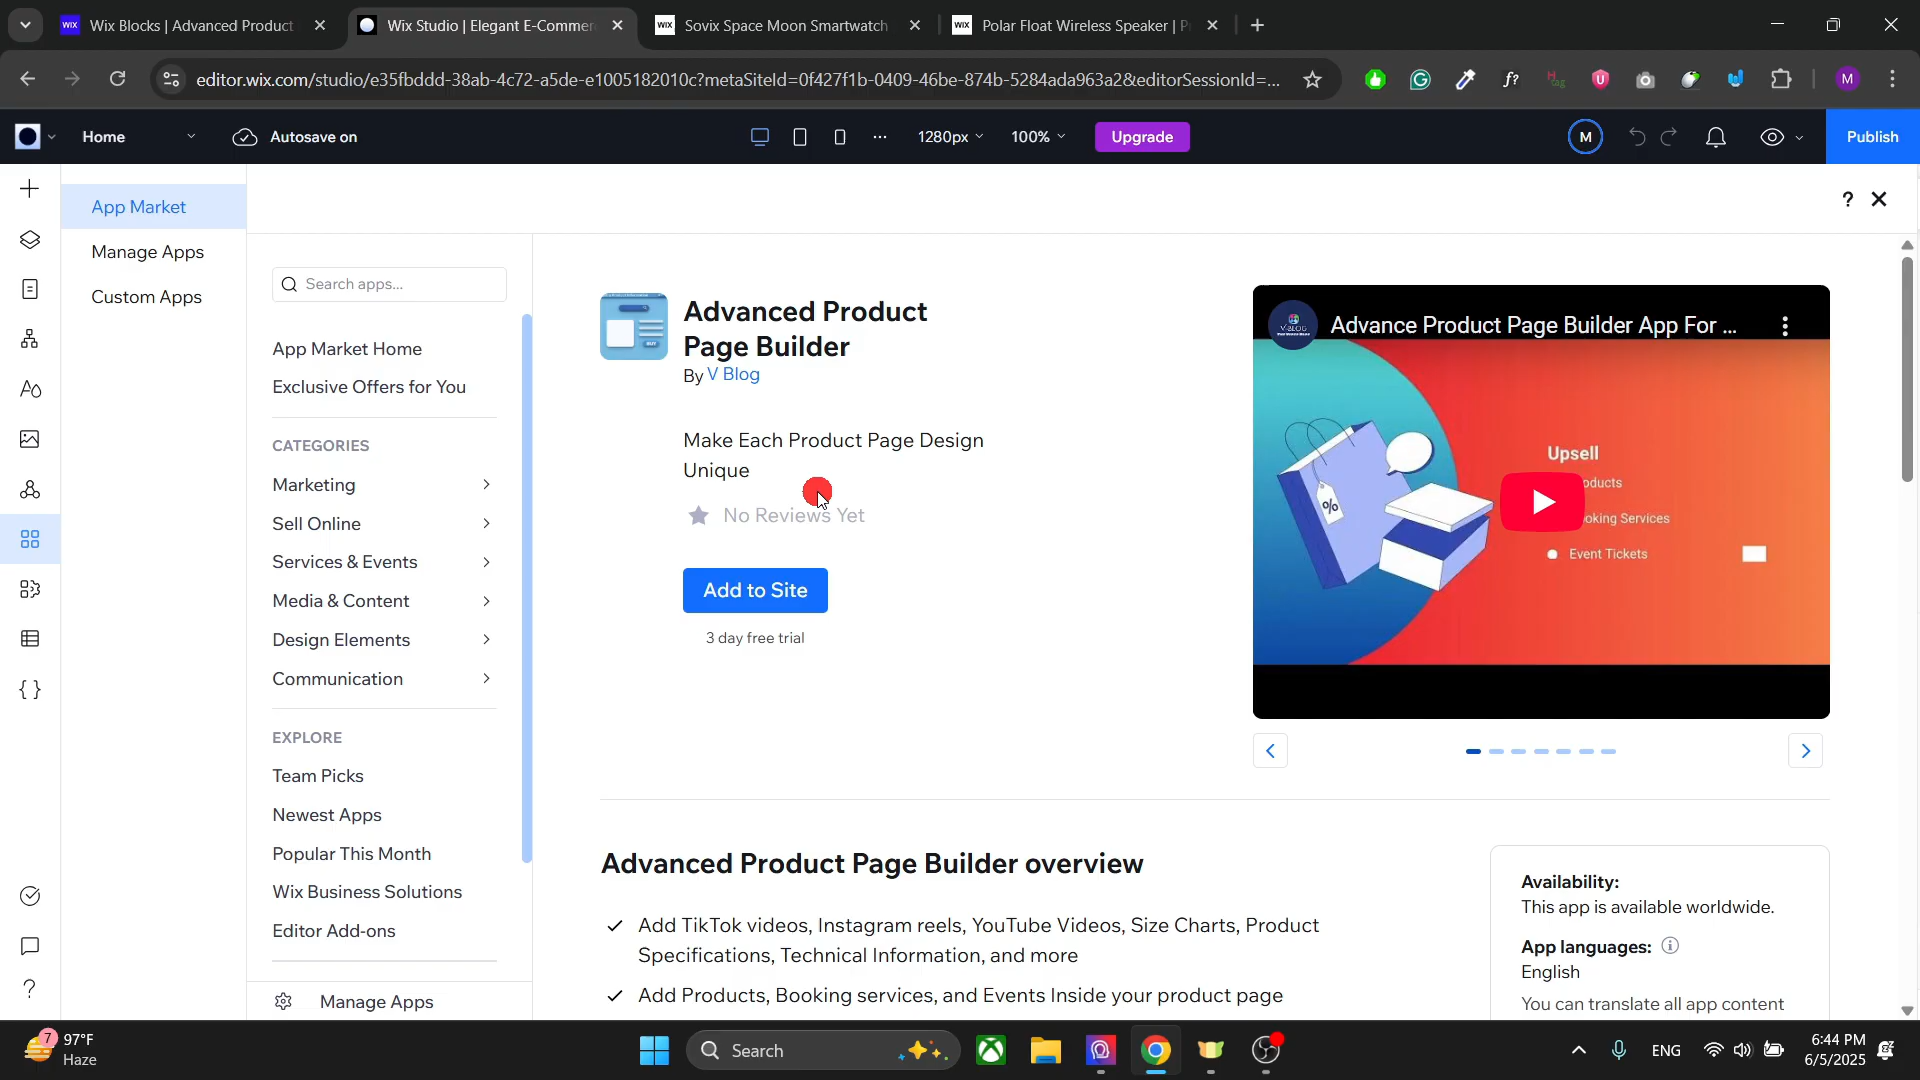 Wix Blocks | Advanced Product
Wix Studio | Elegant E-Commer
Sovix Space Moon Smartwatch
Polar Float Wireless Speaker | P
editor.wix.com/studio/e35fbddd-38ab-4c72-a5de-e1005182010c?metaSiteId=0f427f1b-0409-46be-874b-5284ada963a2&editorSessionId=...
Home
Autosave on
1280px
100%
Upgrade
M
Publish
App Market
Manage Apps
Custom Apps
Search apps...
App Market Home
Exclusive Offers for You
CATEGORIES
Marketing
Sell Online
Services & Events
Media & Content
Design Elements
Communication
EXPLORE
Team Picks
Newest Apps
Popular This Month
Wix Business Solutions
Editor Add-ons
Manage Apps
Advanced Product
Page Builder
By V Blog
Make Each Product Page Design
Unique
No Reviews Yet
Add to Site
3 day free trial
Advance Product Page Builder App For ...
Upsell
oducts
oking Services
Event Tickets
Advanced Product Page Builder overview
Add TikTok videos, Instagram reels, YouTube Videos, Size Charts, Product
Specifications, Technical Information, and more
Add Products, Booking services, and Events Inside your product page
Availability:
This app is available worldwide.
App languages:
English
You can translate all app content
7
97°F
Haze
Search
ENG
6:44 PM
6/5/2025